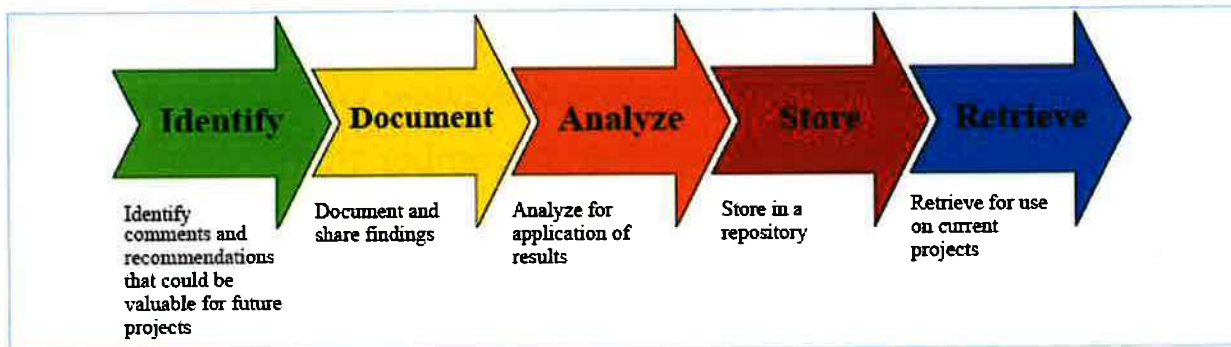 Identify
Document
Analyze
Store
Retrieve
Identify
comments and
recommendations
that could be
valuable for future
projects
Document and
share findings
Analyze for
application of
results
Store in a
repository
Retrieve for use
on current
projects